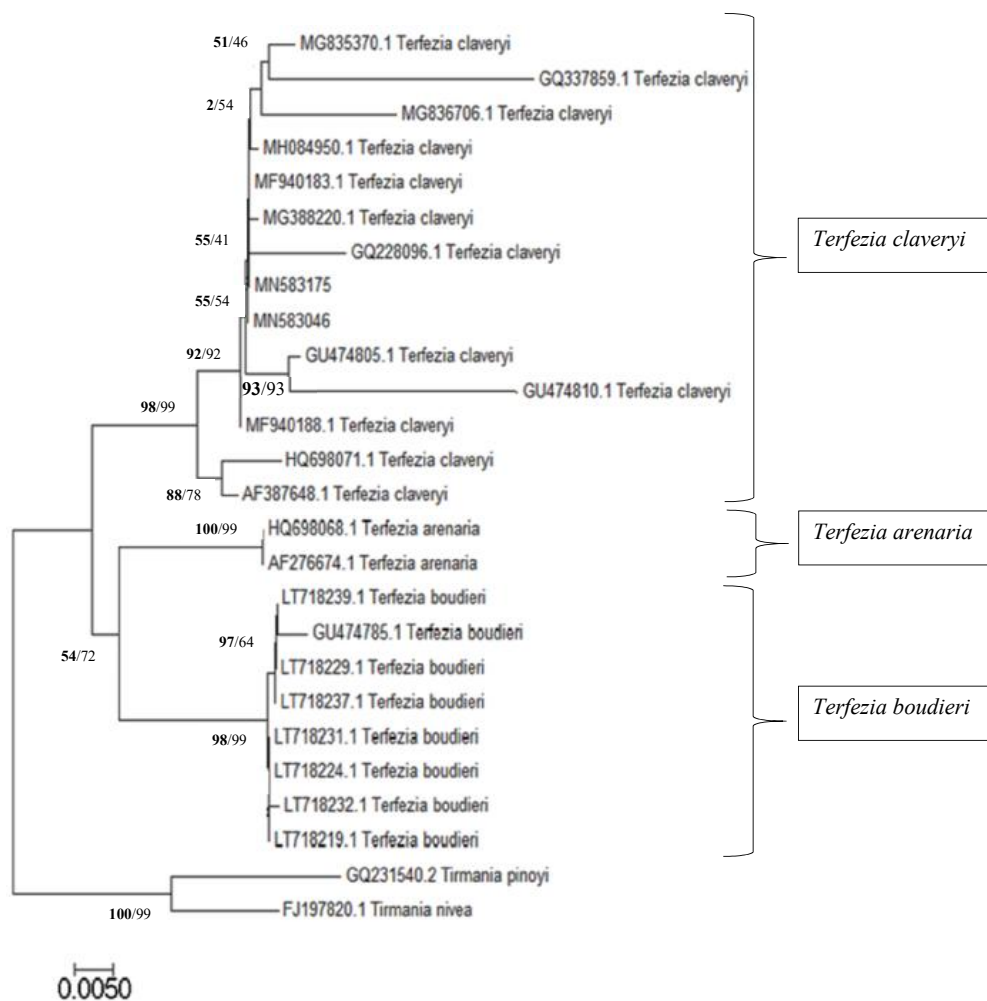 51/46
MG835370.1 Terfezia claveryi
GQ337859.1 Terfezia claveryi
2/54
MG836706.1 Terfezia claveryi
MH084950.1 Terfezia claveryi
MF940183.1 Terfezia claveryi
MG388220.1 Terfezia claveryi
55/41
GQ228096.1 Terfezia claveryi
Terfezia claveryi
MN583175
55/54
MN583046
92/92
GU474805.1 Terfezia claveryi
93/93
GU474810.1 Terfezia claveryi
98/99
MF940188.1 Terfezia claveryi
HQ698071.1 Terfezia claveryi
88/78
AF387648.1 Terfezia claveryi
100/99
HQ698068.1 Terfezia arenaria
Terfezia arenaria
AF276674.1 Terfezia arenaria
LT718239.1 Terfezia boudieri
97/64
GU474785.1 Terfezia boudieri
54/72
LT718229.1 Terfezia boudieri
LT718237.1 Terfezia boudieri
Terfezia boudieri
98/99
LT718231.1 Terfezia boudieri
LT718224.1 Terfezia boudieri
LT718232.1 Terfezia boudieri
LT718219.1 Terfezia boudieri
GQ231540.2 Tirmania pinoyi
100/99
FJ197820.1 Tirmania nivea
0.0050